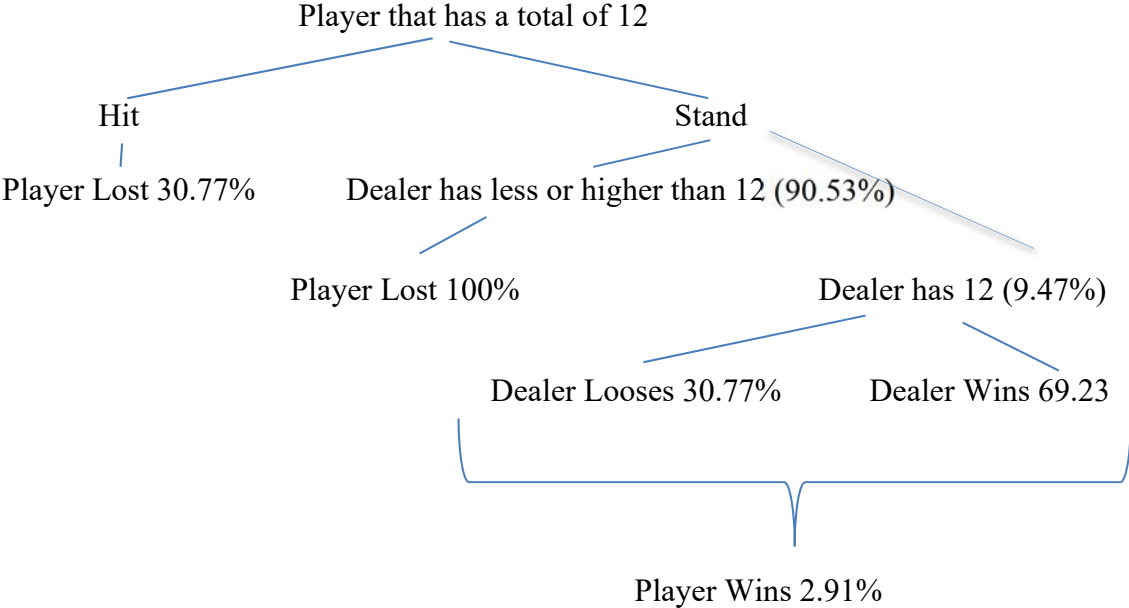 Player that has a total of 12
Hit
Stand
Player Lost 30.77%
Dealer has less or higher than 12 (90.53%)
Player Lost 100%
Dealer has 12 (9.47%)
Dealer Looses 30.77%
Dealer Wins 69.23
Player Wins 2.91%